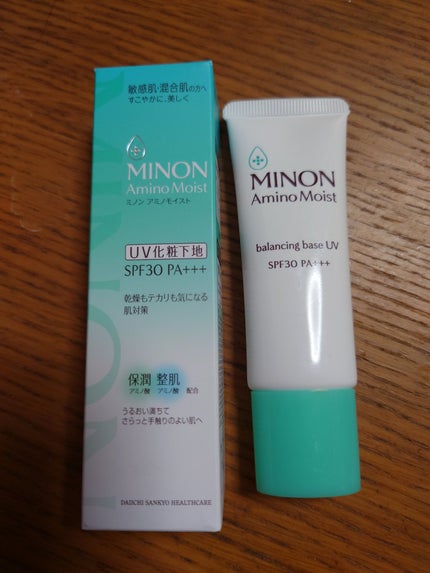 敏感肌・混合肌の方へ
すこやかに、美しく
MINON
Amino Moist
ミノン アミノモイスト
UV化粧下地
SPF30 PA+++
乾燥もテカリも気になる
肌対策
保潤 整肌
アミノ酸 アミノ酸 配合
うるおい満ちて
さらっと手触りのよい肌へ
DAIICHI SANKYO HEALTHCARE
MINON
MINON
Amino Moist
balancing base UV
SPF30 PA+++